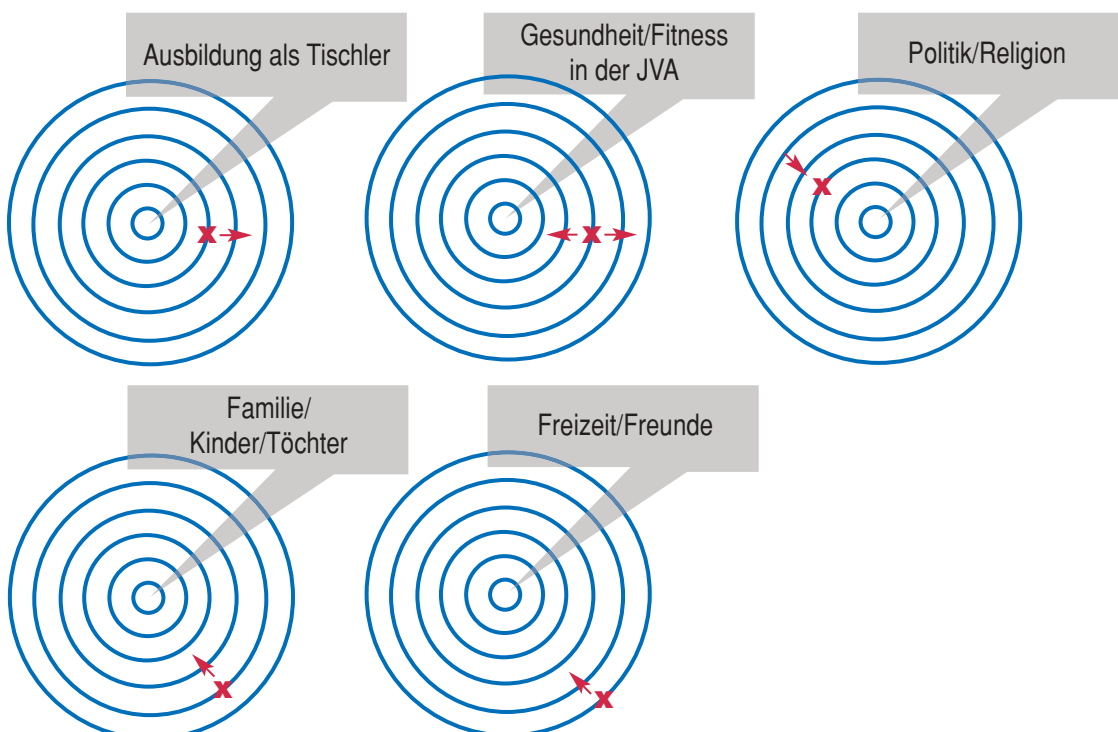 Ausbildung als Tischler
Gesundheit/Fitness
in der JVA
Politik/Religion
x
x
x
Familie/
Kinder/Töchter
Freizeit/Freunde
x
x